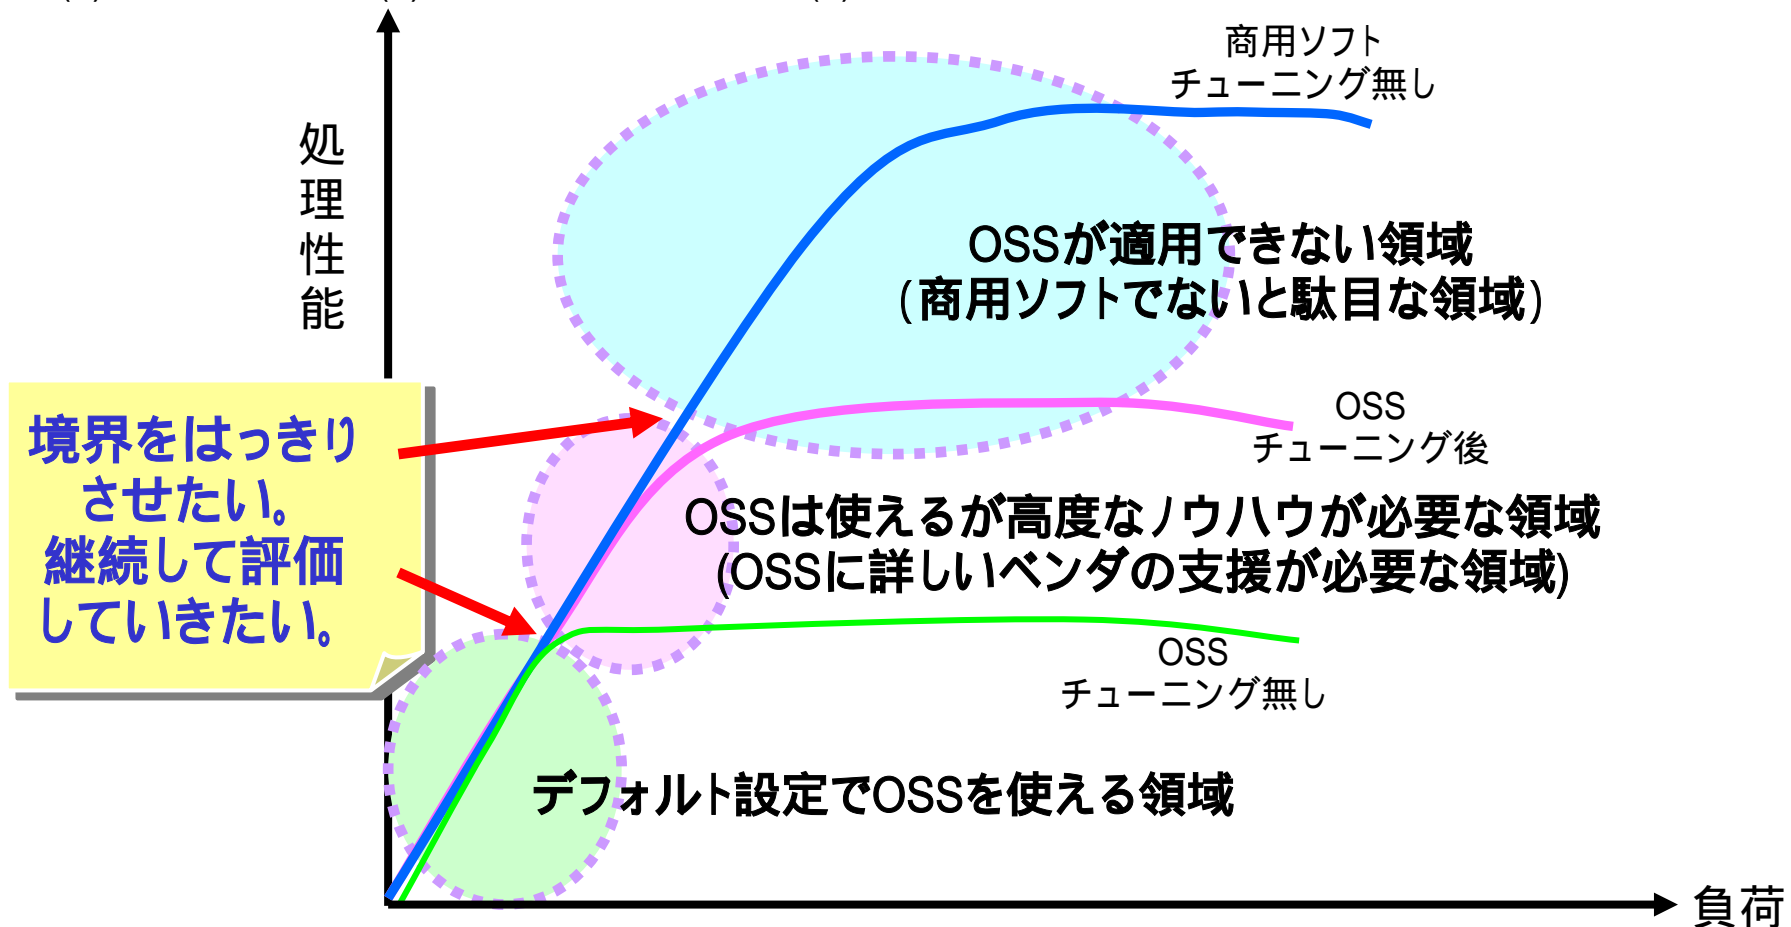 商用ソフト
チューニング無し
処理性能
OSSが適用できない領域
(商用ソフトでないと駄目な領域)
境界をはっきり
させたい。
継続して評価
していきたい。
OSS
チューニング後
OSSは使えるが高度なノウハウが必要な領域
(OSSに詳しいベンダの支援が必要な領域)
OSS
チューニング無し
デフォルト設定でOSSを使える領域
負荷